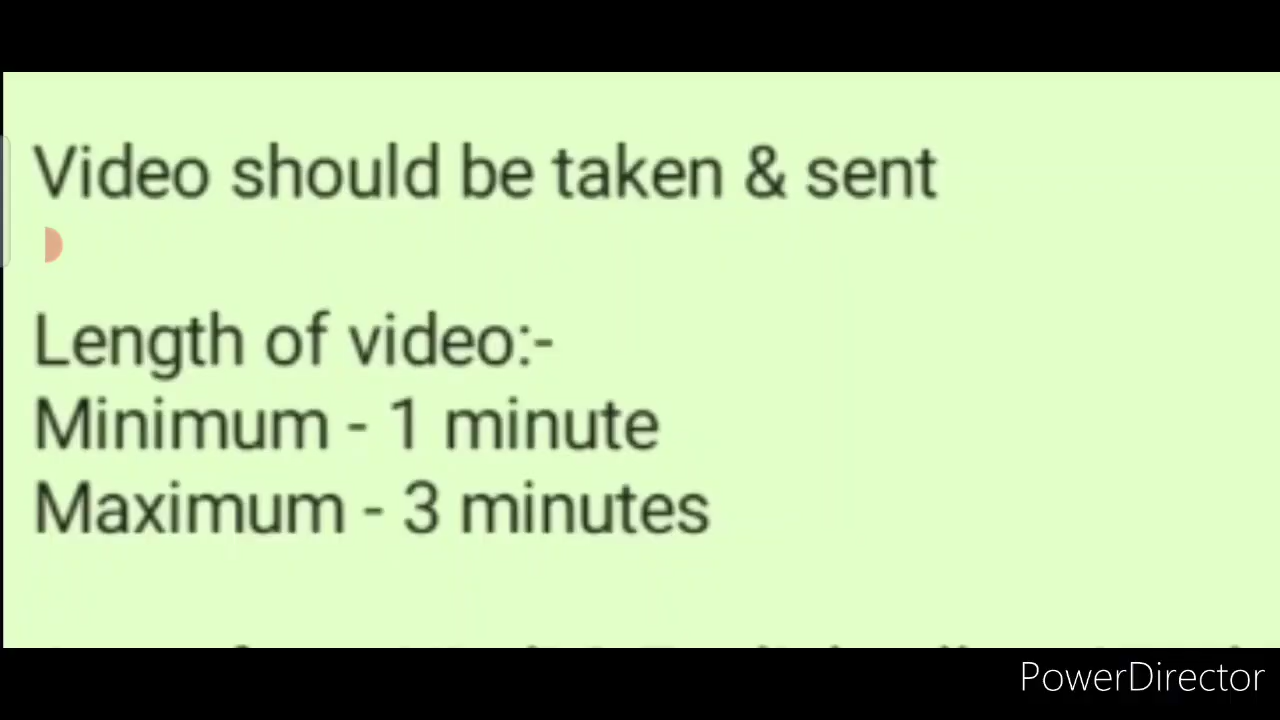 Video should be taken & sent
Length of video:-
Minimum - 1 minute
Maximum - 3 minutes
PowerDirector